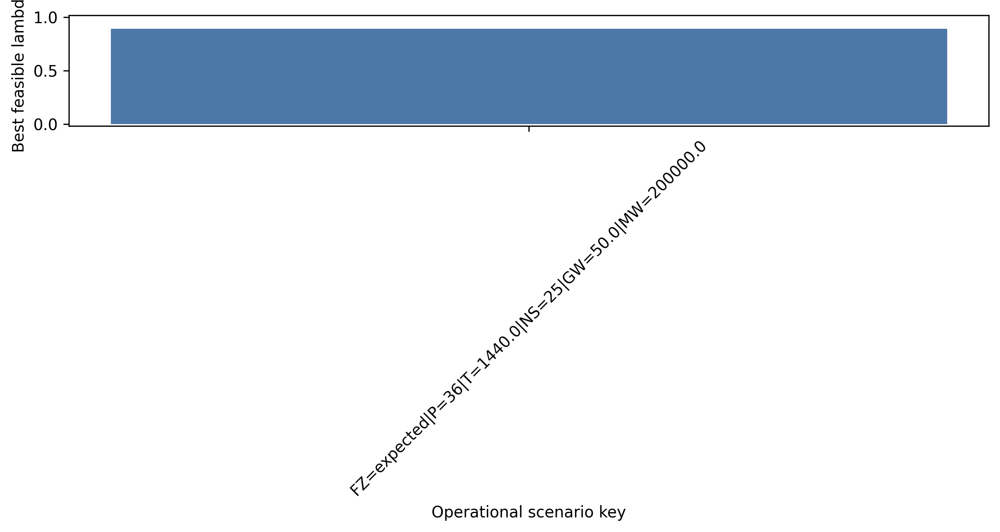 Best feasible lambd
1.0
0.5
0.0
FZ=expected|P=36|T=1440.0|NS=25|GW=50.0|MW=200000.0
Operational scenario key